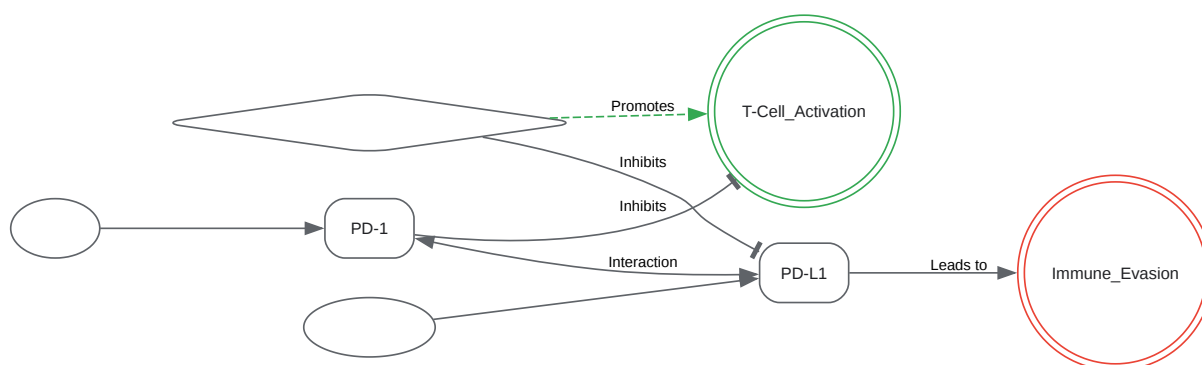 Promotes
T-Cell_Activation
Inhibits
Inhibits
PD-1
Interaction
PD-L1
Leads to
Immune_Evasion